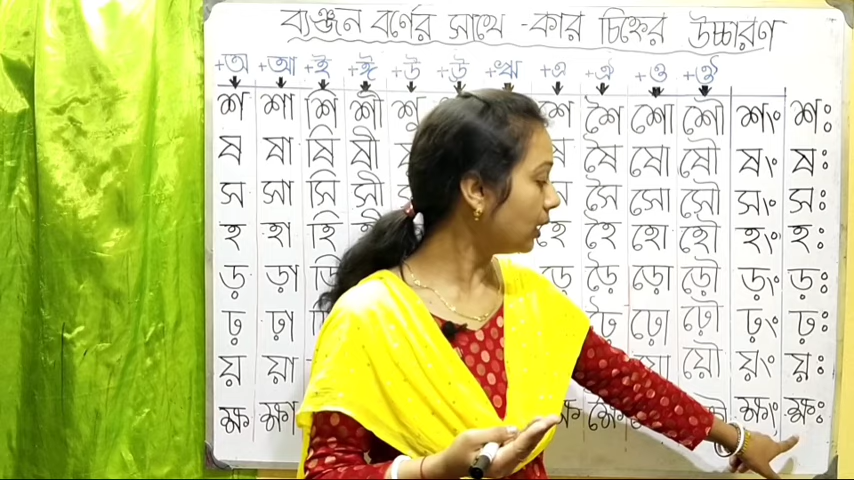 ব্যঞ্জন বর্ণের সাথে -কার চিহ্নের উচ্চারণ
+অ +আ +ই +ঈ +উ +ঊ +ঋ +এ +ঐ +ও +ঔ
শ শা শি শী শু শে শৈ শো শৌ শং শঃ
ষ ষা ষি ষী ষে ষৈ ষো ষৌ ষং ষঃ
স সা সি সী সৈ সো সৌ সং সঃ
হ হা হি হী হে হৈ হো হৌ হং হঃ
ড় ড়া ড়ি ড়ে ড়ৈ ড়ো ড়ৌ ড়ং ড়ঃ
ঢ় ঢ়া ঢ়ৈ ঢ়ো ঢ়ৌ ঢ়ং ঢ়ঃ
য় য়া য়ো য়ৌ য়ং য়ঃ
ক্ষ ক্ষা ক্ষে ক্ষৈ ক্ষং ক্ষঃ